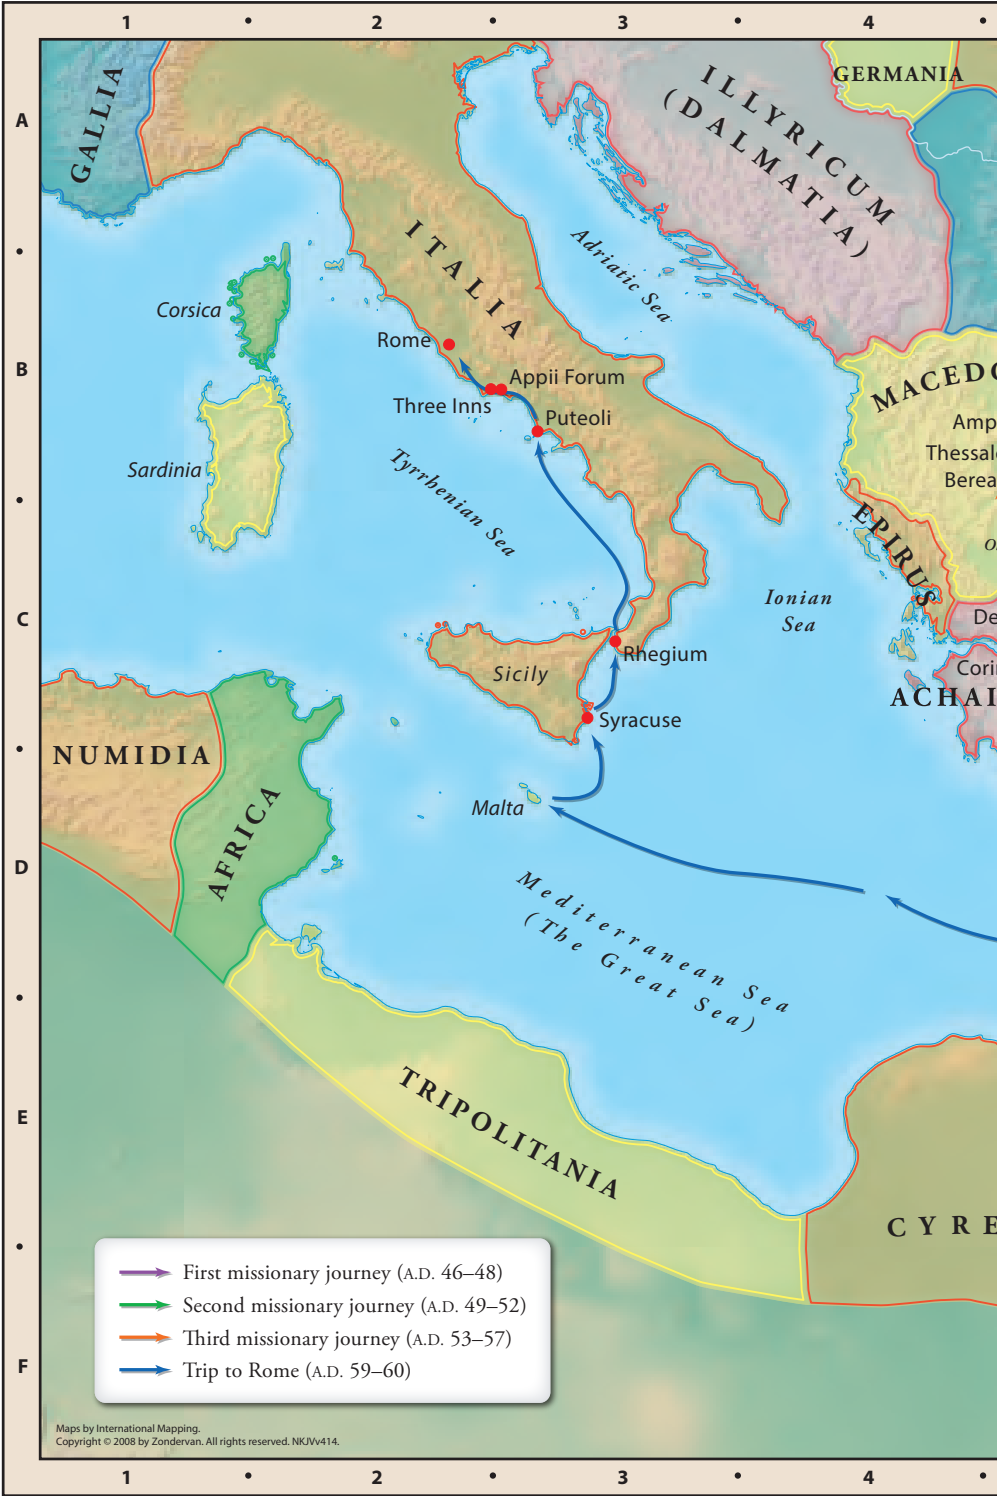 1 • 2 • 3 • 4
A
•
B
•
C
•
D
•
E
•
F
GALLIA
ITALIA
ILLYRICUM
(DALMATIA)
GERMANIA
Adriatic Sea
Corsica
Rome
Appii Forum
Three Inns
Puteoli
MACEDO
Amp
Thessalo
Berea
Sardinia
Tyrrhenian Sea
EPIRUS
Ionian
Sea
De
Sicily
Rhegium
Corin
ACHAI
Syracuse
NUMIDIA
AFRICA
Malta
Mediterranean Sea
(The Great Sea)
TRIPOLITANIA
CYRE
First missionary journey (A.D. 46–48)
Second missionary journey (A.D. 49–52)
Third missionary journey (A.D. 53–57)
Trip to Rome (A.D. 59–60)
Maps by International Mapping.
Copyright © 2008 by Zondervan. All rights reserved. NKJVv414.
1 • 2 • 3 • 4